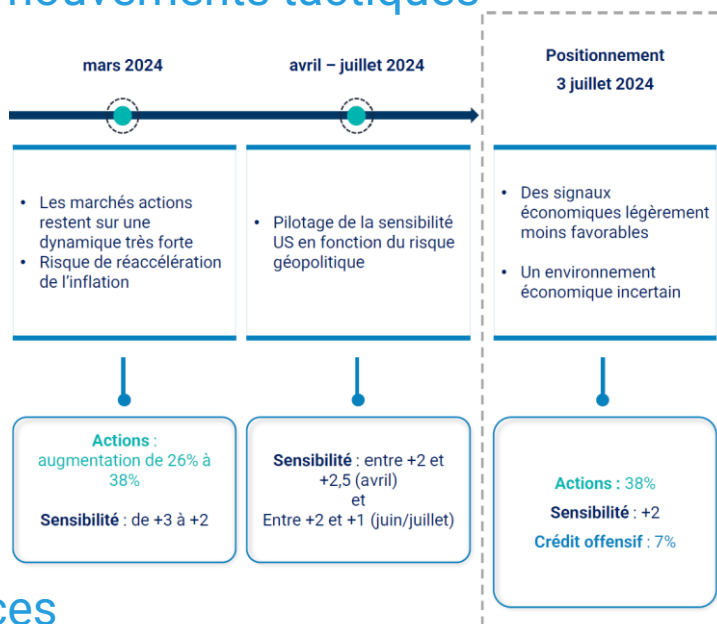 mouvements tactiques
mars 2024
avril – juillet 2024
Positionnement
3 juillet 2024
• Les marchés actions
restent sur une
dynamique très forte
• Risque de réaccélération
de l'inflation
• Pilotage de la sensibilité
US en fonction du risque
géopolitique
• Des signaux
économiques légèrement
moins favorables
• Un environnement
économique incertain
Actions :
augmentation de 26% à
38%
Sensibilité : de +3 à +2
Sensibilité : entre +2 et
+2,5 (avril)
et
Entre +2 et +1 (juin/juillet)
Actions : 38%
Sensibilité : +2
Crédit offensif : 7%
ces